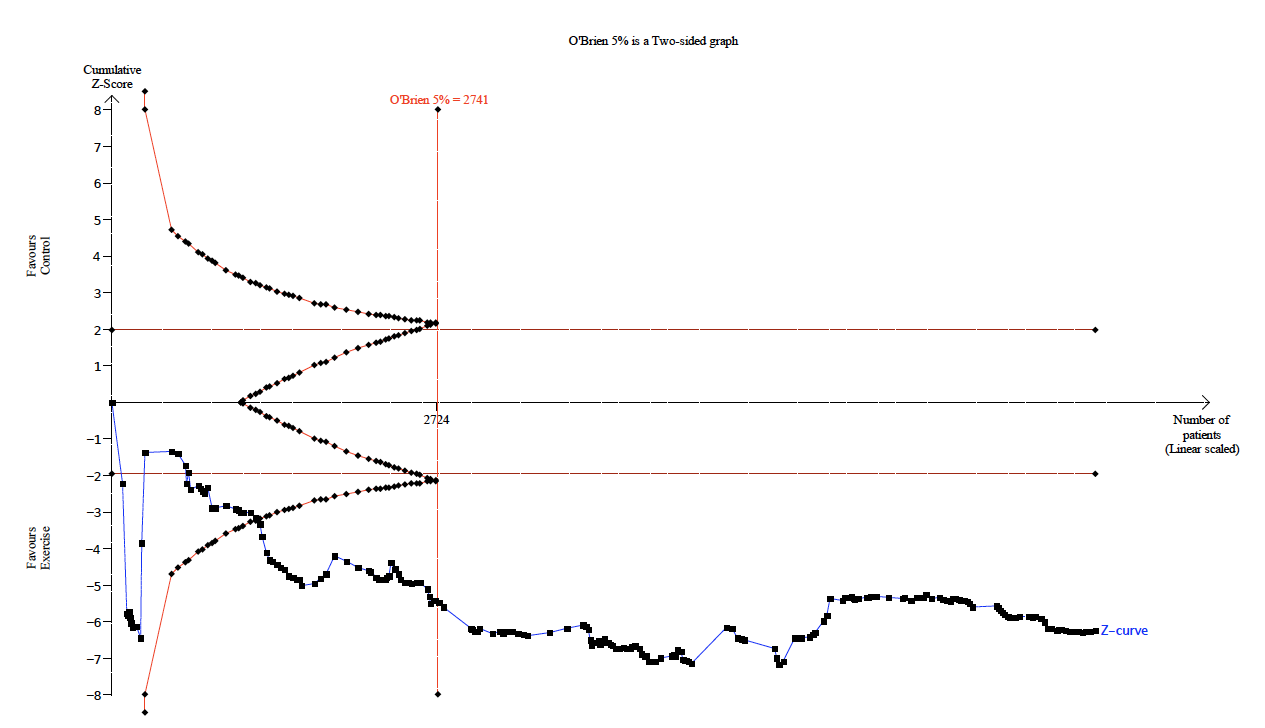 O'Brien 5% is a Two-sided graph
Cumulative
Z-Score
O'Brien 5% = 2741
8
7
6
5
4
3
2
1
Favours
Control
2724
Number of
patients
(Linear scaled)
−1
−2
−3
−4
−5
−6
−7
−8
Favours
Exercise
Z-curve